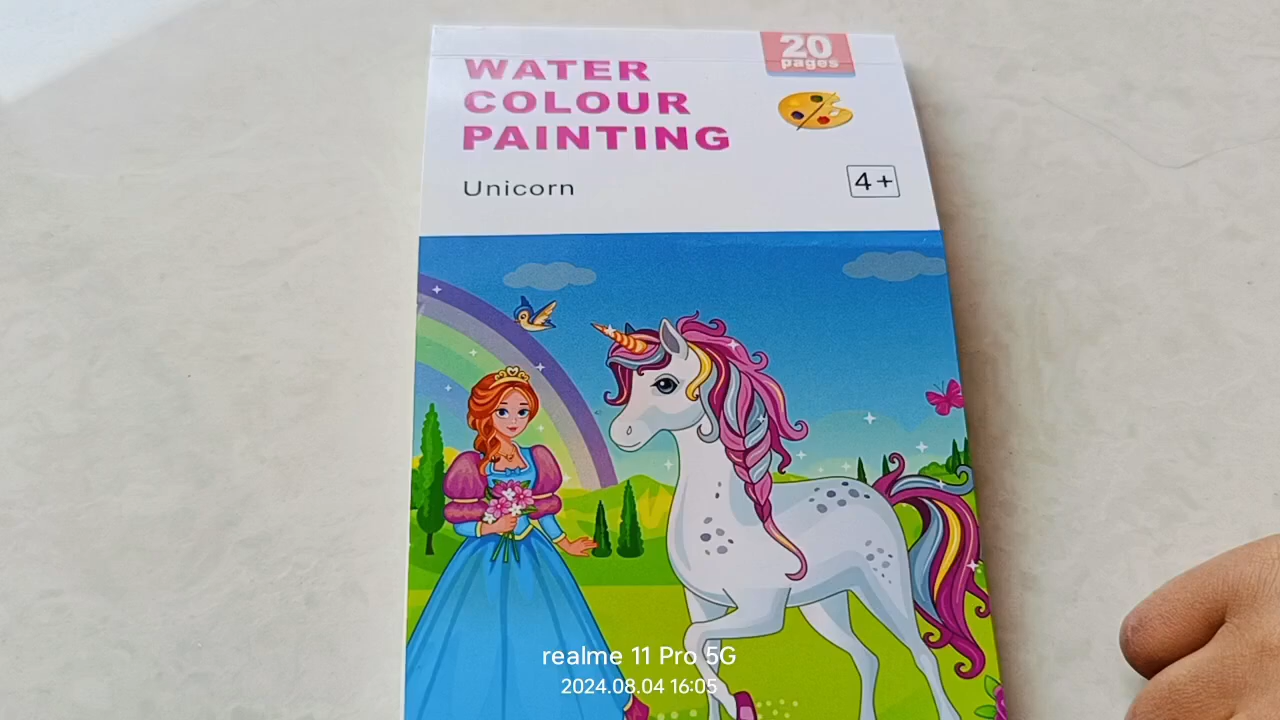 20
pages
WATER
COLOUR
PAINTING
Unicorn
4+
realme 11 Pro 5G
2024.08.04 16:05